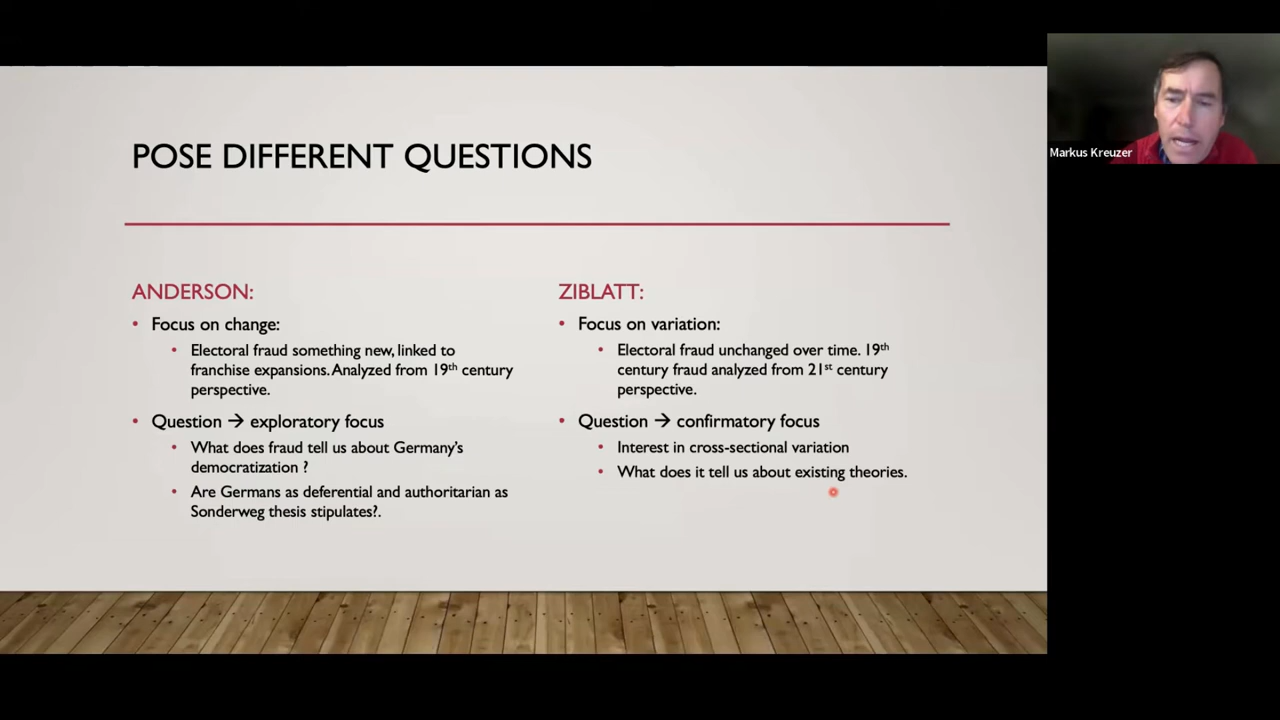 POSE DIFFERENT QUESTIONS
ANDERSON:
• Focus on change:
• Electoral fraud something new, linked to
franchise expansions. Analyzed from 19th century
perspective.
• Question → exploratory focus
• What does fraud tell us about Germany's
democratization ?
• Are Germans as deferential and authoritarian as
Sonderweg thesis stipulates?.
ZIBLATT:
• Focus on variation:
• Electoral fraud unchanged over time. 19th
century fraud analyzed from 21st century
perspective.
• Question → confirmatory focus
• Interest in cross-sectional variation
• What does it tell us about existing theories.
Markus Kreuzer